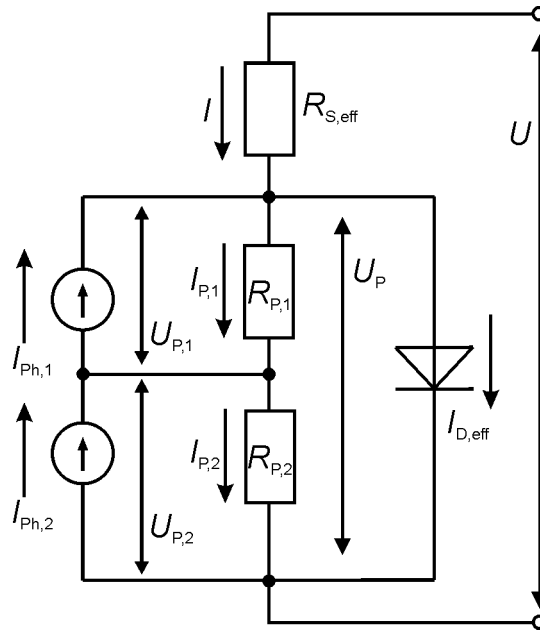 I
R_S,eff
U
I_Ph,1
U_P,1
I_P,1
R_P,1
U_P
I_D,eff
I_Ph,2
U_P,2
I_P,2
R_P,2